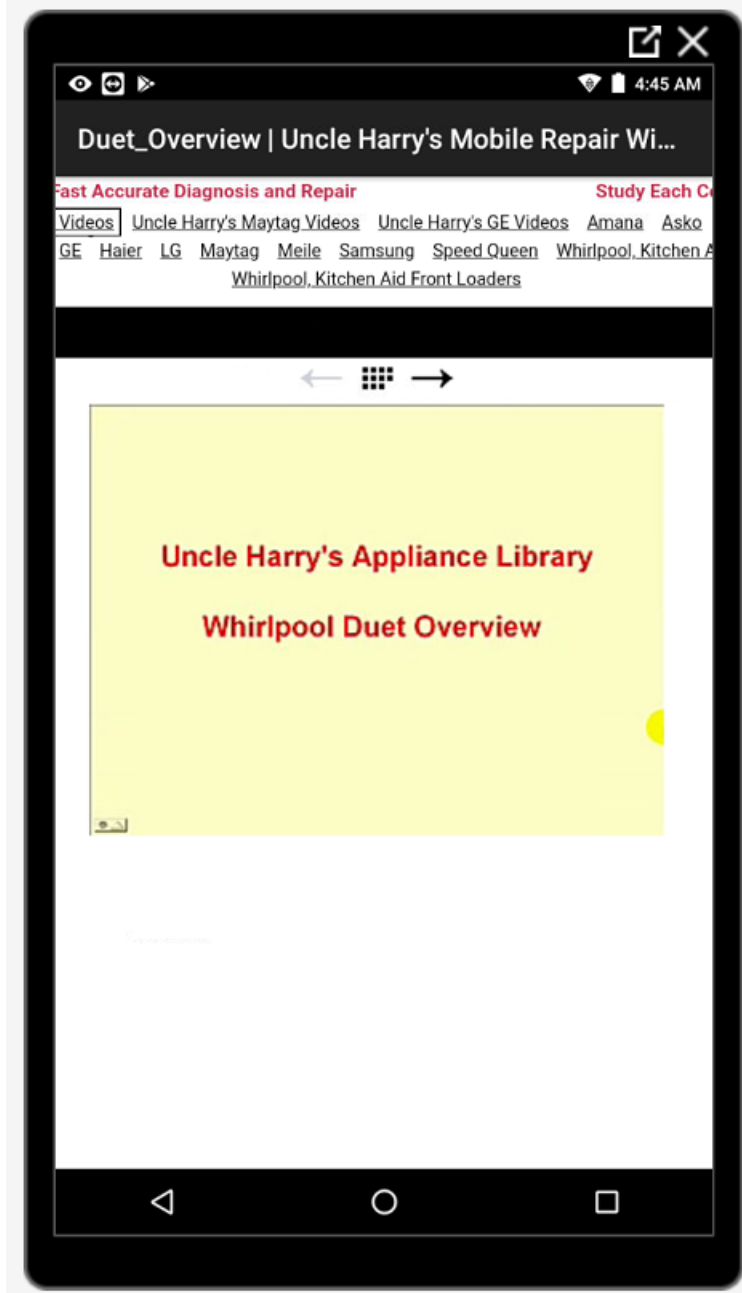 4:45 AM
Duet_Overview | Uncle Harry's Mobile Repair Wi...
Fast Accurate Diagnosis and Repair Study Each Co
Videos Uncle Harry's Maytag Videos Uncle Harry's GE Videos Amana Asko
GE Haier LG Maytag Meile Samsung Speed Queen Whirlpool, Kitchen A
Whirlpool, Kitchen Aid Front Loaders
Uncle Harry's Appliance Library
Whirlpool Duet Overview